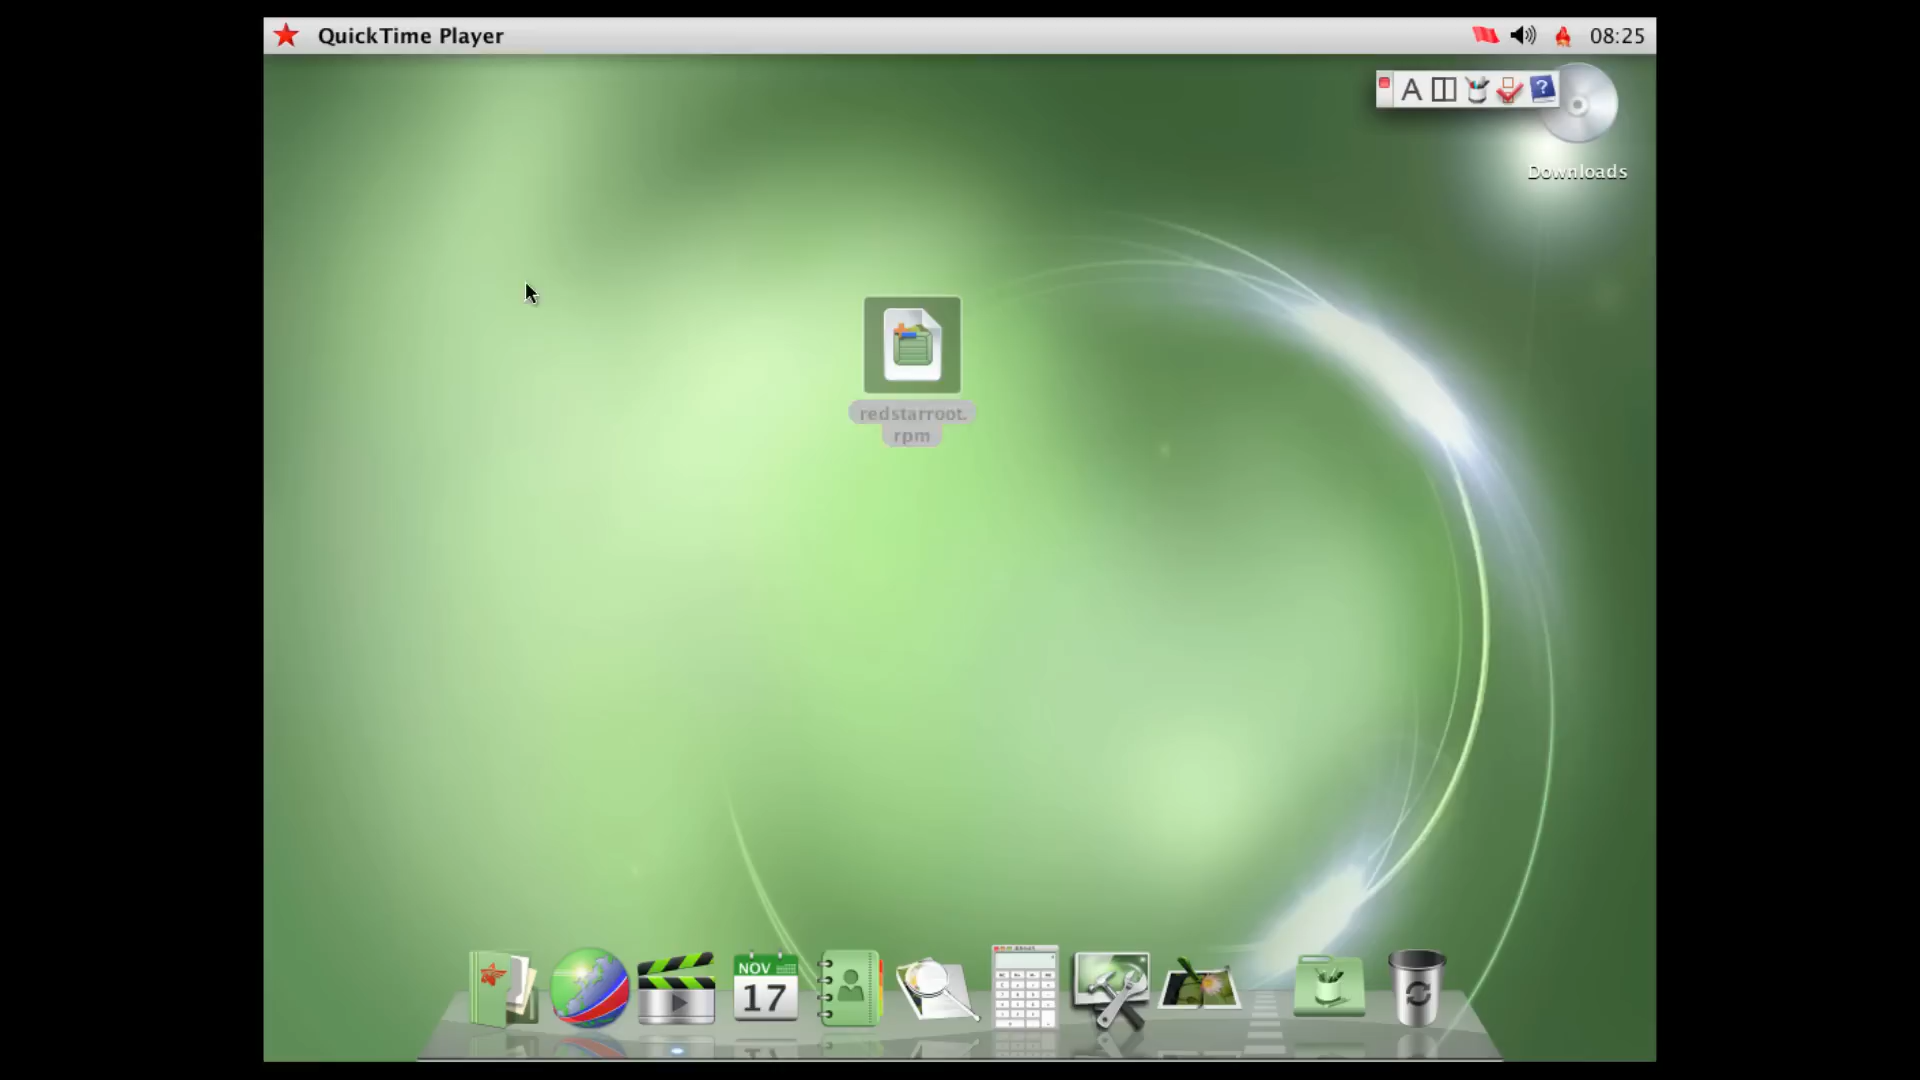 QuickTime Player
08:25
A
?
Downloads
redstarroot.
rpm
NOV
17